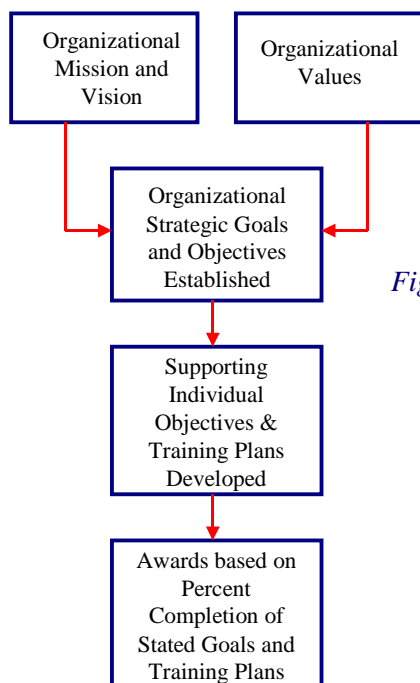 Organizational
Mission and
Vision
Organizational
Values
Organizational
Strategic Goals
and Objectives
Established
Fig
Supporting
Individual
Objectives &
Training Plans
Developed
Awards based on
Percent
Completion of
Stated Goals and
Training Plans